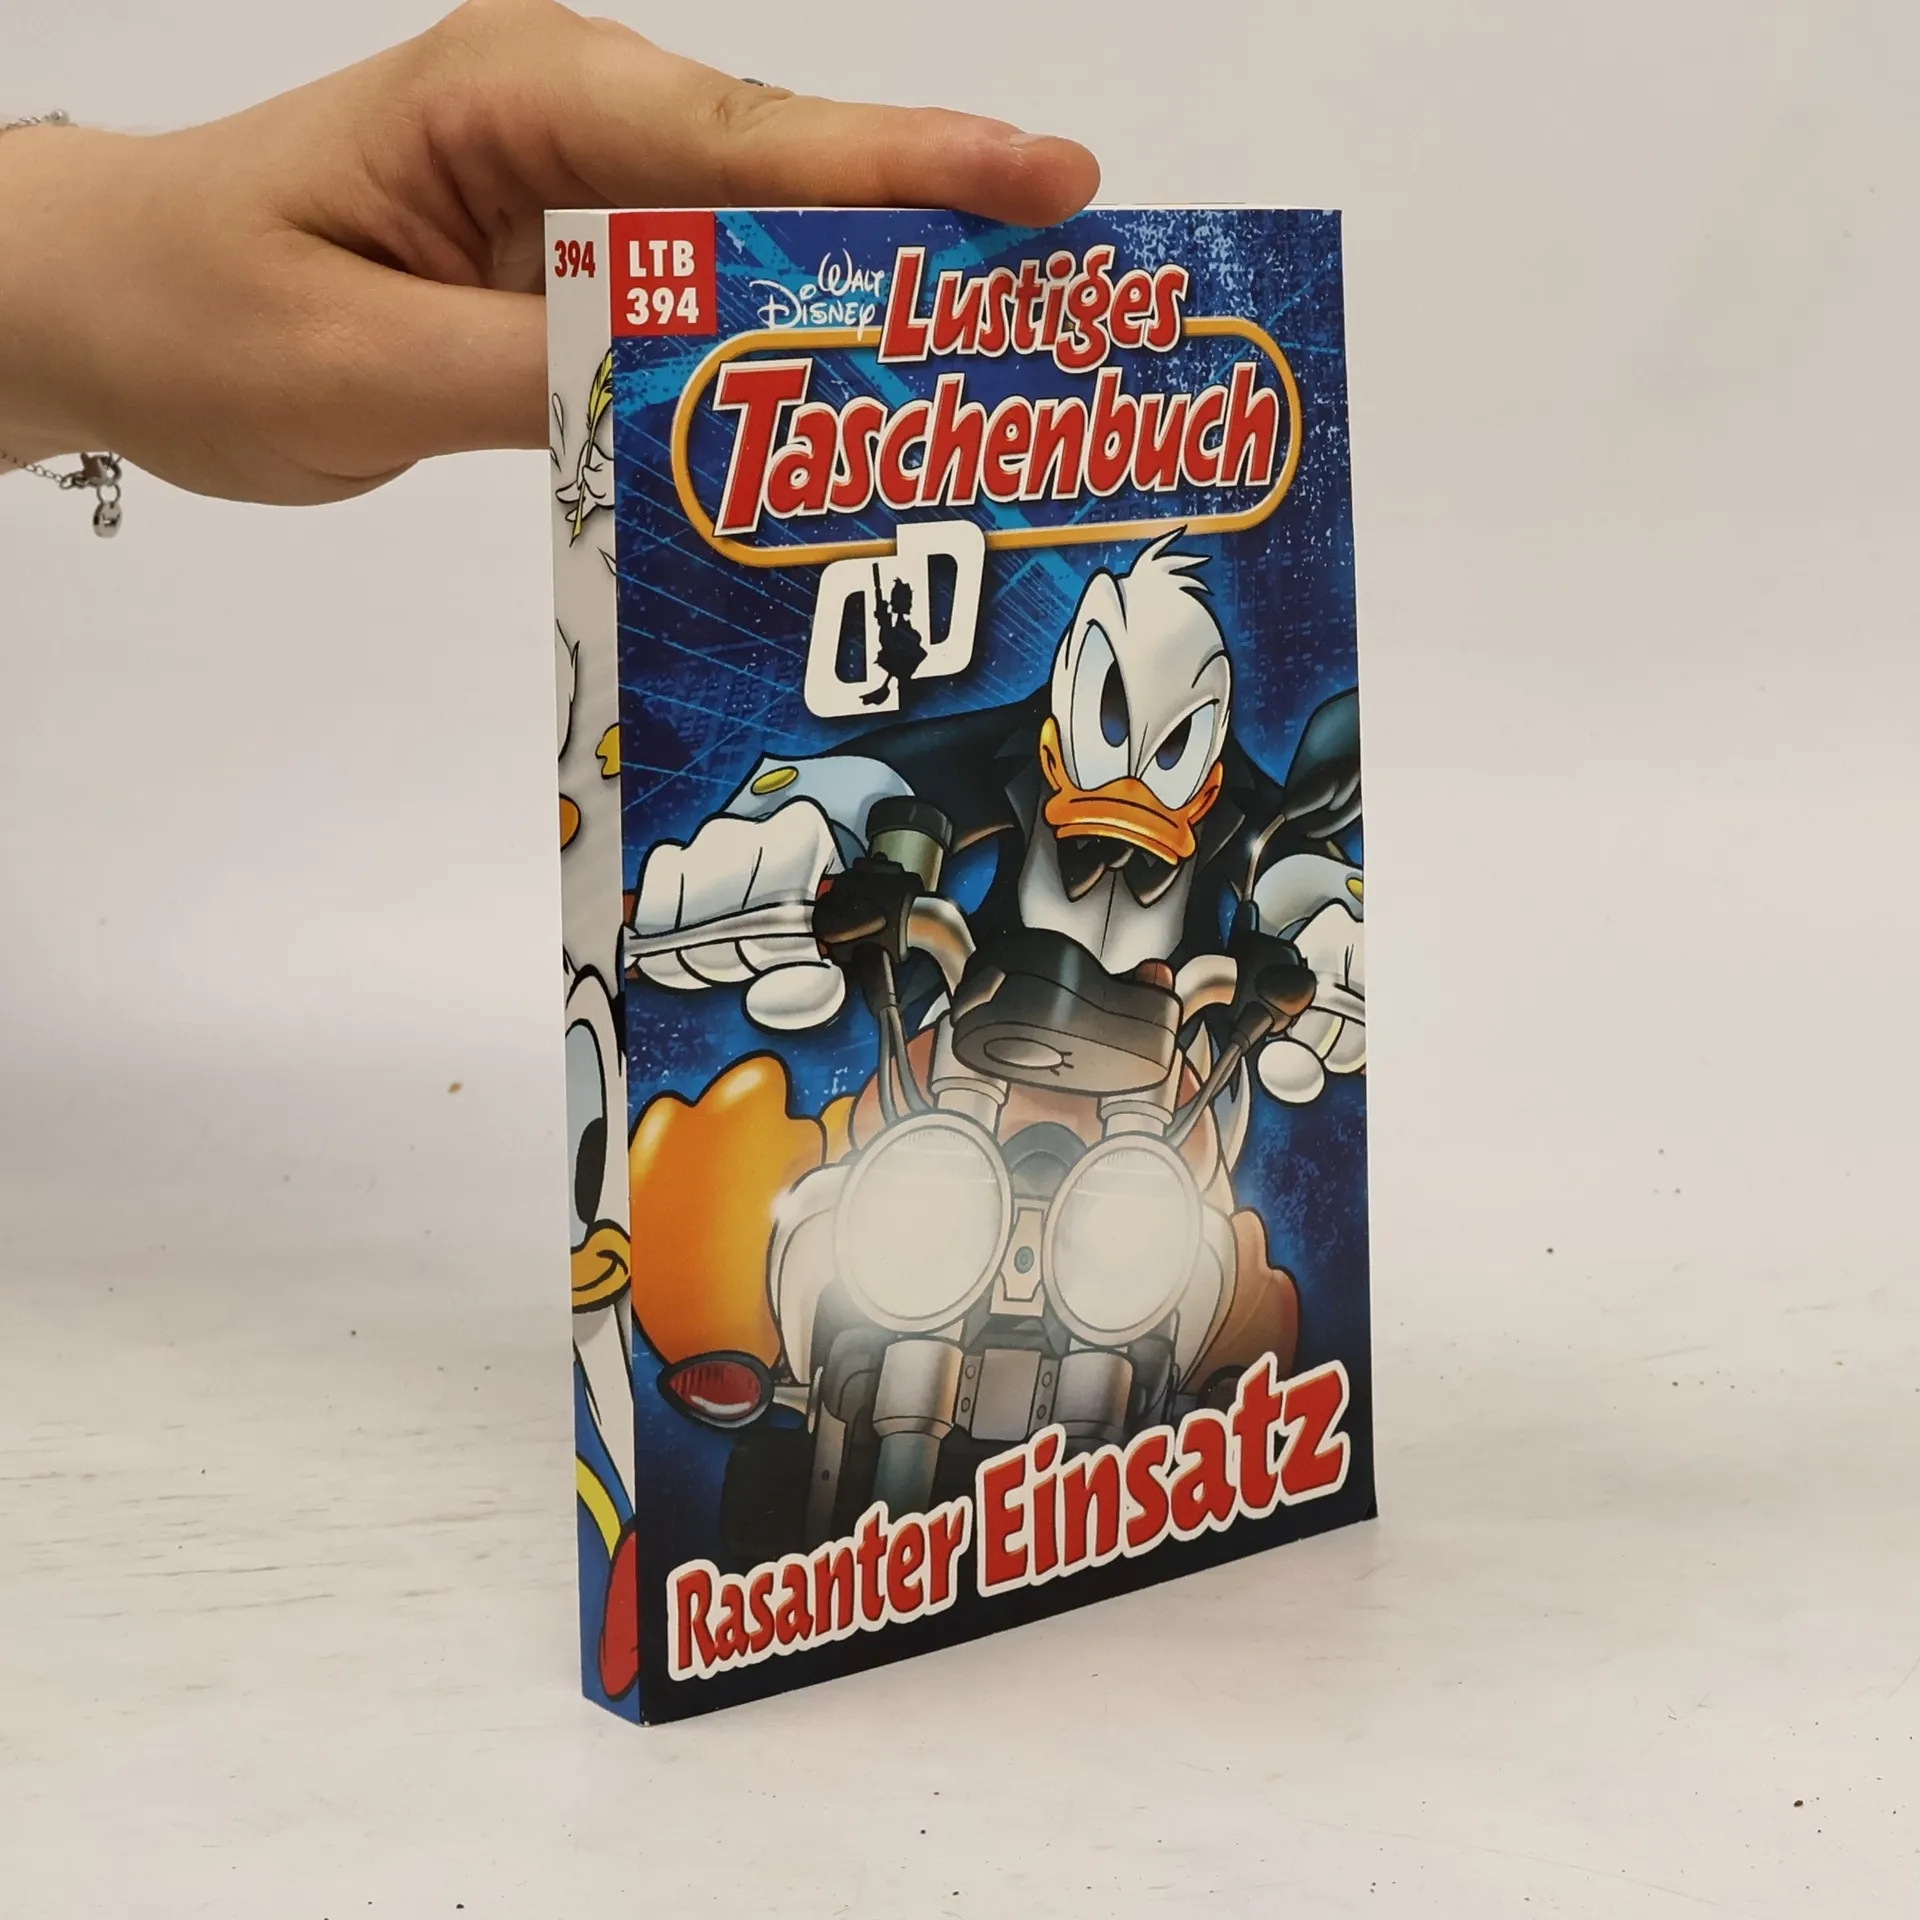 394
LTB
394
WALT
DISNEY
Lustiges
Taschenbuch
DD
Rasanter Einsatz